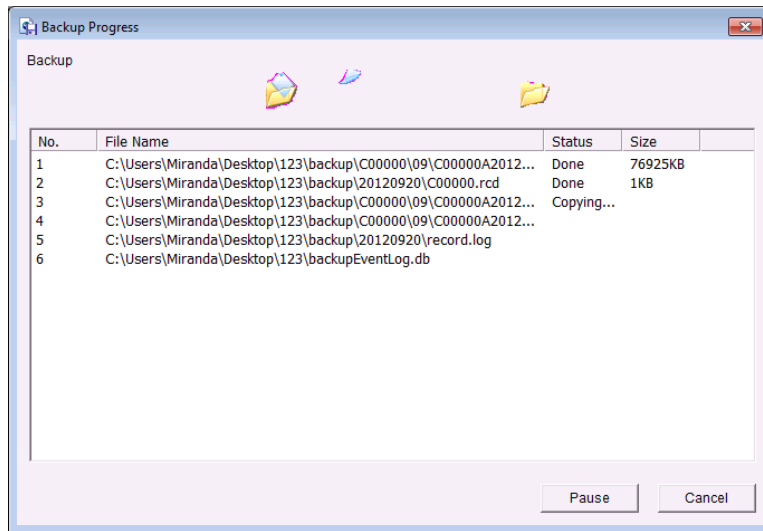 Backup Progress
Backup
No. File Name Status Size
1 C:\Users\Miranda\Desktop\123\backup\C00000\09\C00000A2012... Done 76925KB
2 C:\Users\Miranda\Desktop\123\backup\20120920\C00000.rcd Done 1KB
3 C:\Users\Miranda\Desktop\123\backup\C00000\09\C00000A2012... Copying...
4 C:\Users\Miranda\Desktop\123\backup\C00000\09\C00000A2012...
5 C:\Users\Miranda\Desktop\123\backup\20120920\record.log
6 C:\Users\Miranda\Desktop\123\backupEventLog.db
Pause Cancel